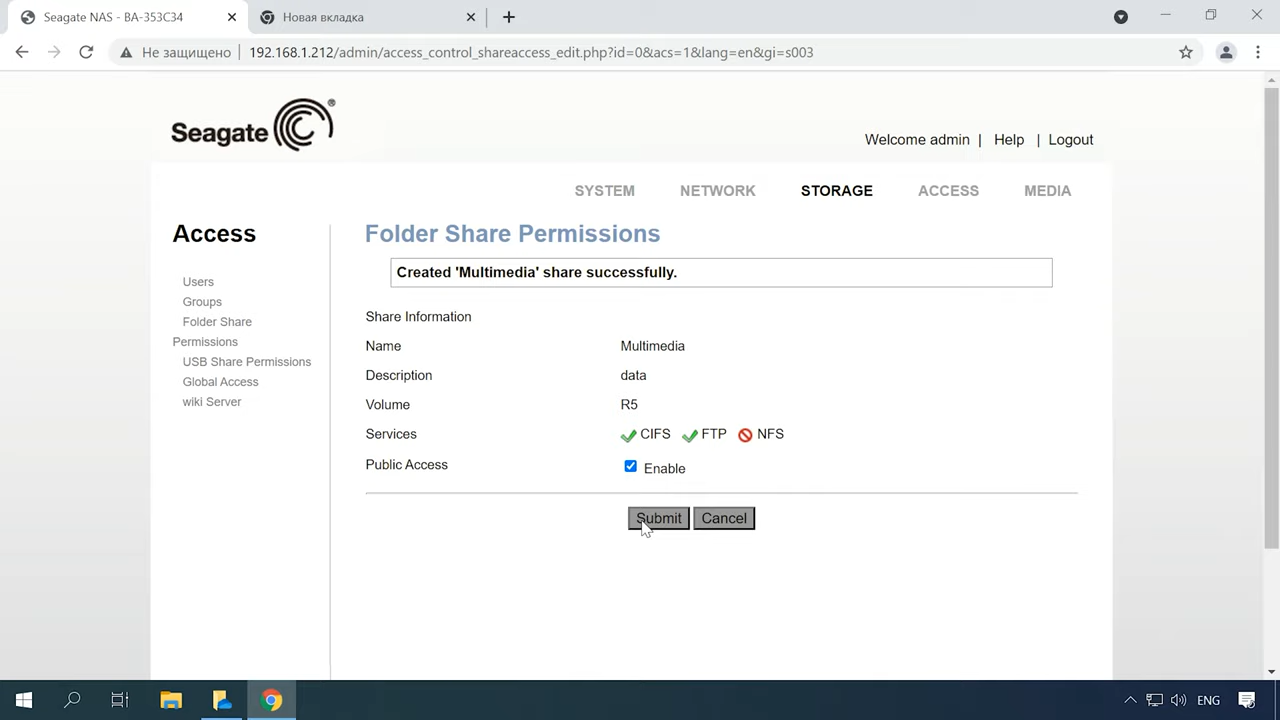 Seagate NAS - BA-353C34
Новая вкладка
Не защищено
192.168.1.212/admin/access_control_shareaccess_edit.php?id=0&acs=1&lang=en&gi=s003
Seagate
Welcome admin | Help | Logout
SYSTEM NETWORK STORAGE ACCESS MEDIA
Access
Users
Groups
Folder Share
Permissions
USB Share Permissions
Global Access
wiki Server
Folder Share Permissions
Created 'Multimedia' share successfully.
Share Information
Name Multimedia
Description data
Volume R5
Services CIFS FTP NFS
Public Access Enable
Submit Cancel
ENG